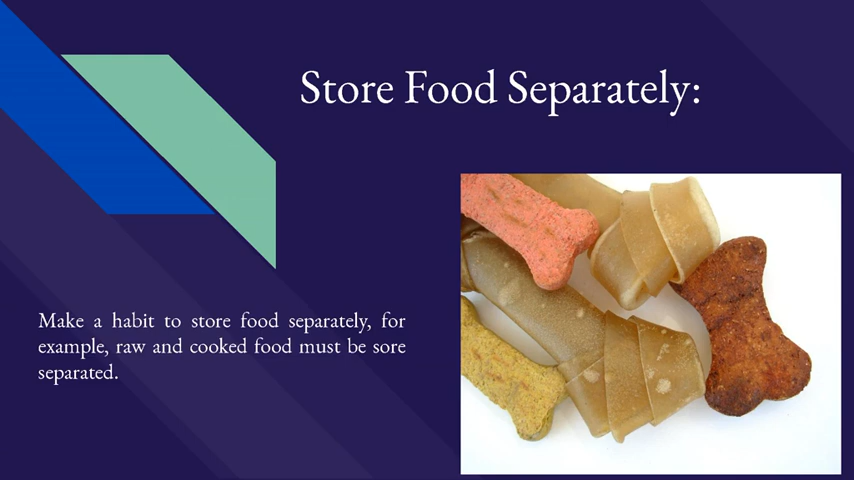 Store Food Separately:
Make a habit to store food separately, for
example, raw and cooked food must be sore
separated.